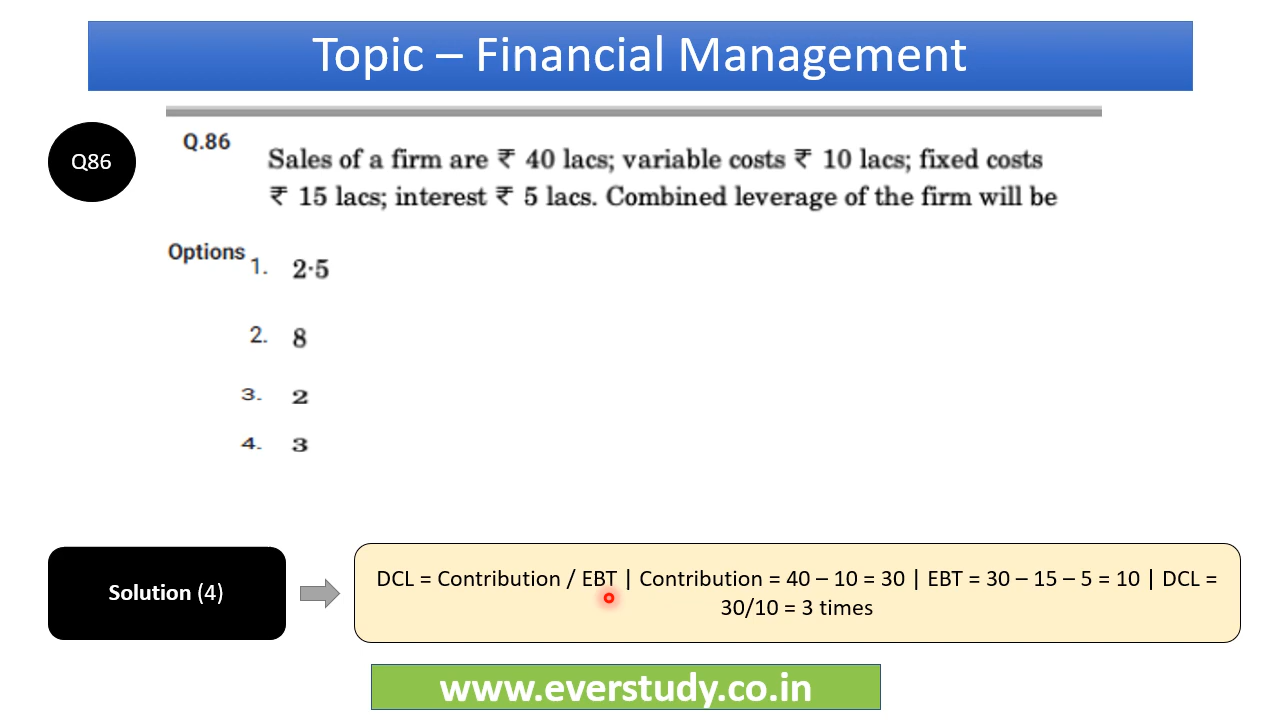 Topic – Financial Management
Q86
Q.86
Sales of a firm are ₹ 40 lacs; variable costs ₹ 10 lacs; fixed costs
₹ 15 lacs; interest ₹ 5 lacs. Combined leverage of the firm will be
Options
1. 2·5
2. 8
3. 2
4. 3
Solution (4)
DCL = Contribution / EBT | Contribution = 40 – 10 = 30 | EBT = 30 – 15 – 5 = 10 | DCL =
30/10 = 3 times
www.everstudy.co.in